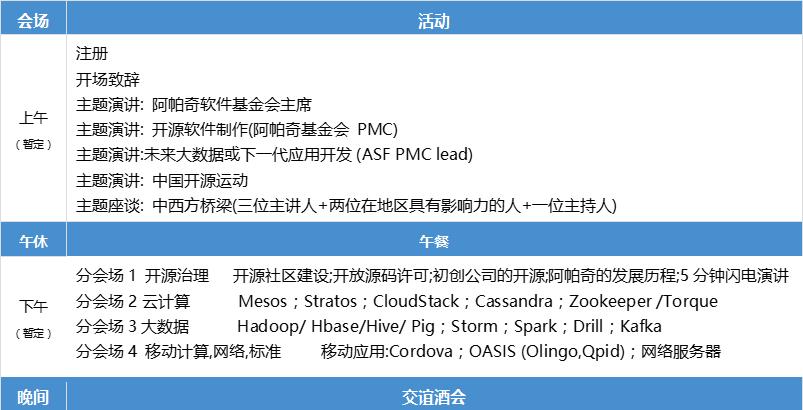 会场 活动
注册
开场致辞
主题演讲: 阿帕奇软件基金会主席
上午 主题演讲: 开源软件制作(阿帕奇基金会 PMC)
（暂定） 主题演讲:未来大数据或下一代应用开发 (ASF PMC lead)
主题演讲: 中国开源运动
主题座谈: 中西方桥梁(三位主讲人+两位在地区具有影响力的人+一位主持人)
午休 午餐
分会场 1 开源治理 开源社区建设;开放源码许可;初创公司的开源;阿帕奇的发展历程;5 分钟闪电演讲
下午 分会场 2 云计算 Mesos；Stratos；CloudStack；Cassandra；Zookeeper /Torque
（暂定） 分会场 3 大数据 Hadoop/ Hbase/Hive/ Pig；Storm；Spark；Drill；Kafka
分会场 4 移动计算,网络,标准 移动应用:Cordova；OASIS (Olingo,Qpid)；网络服务器
晚间 交谊酒会